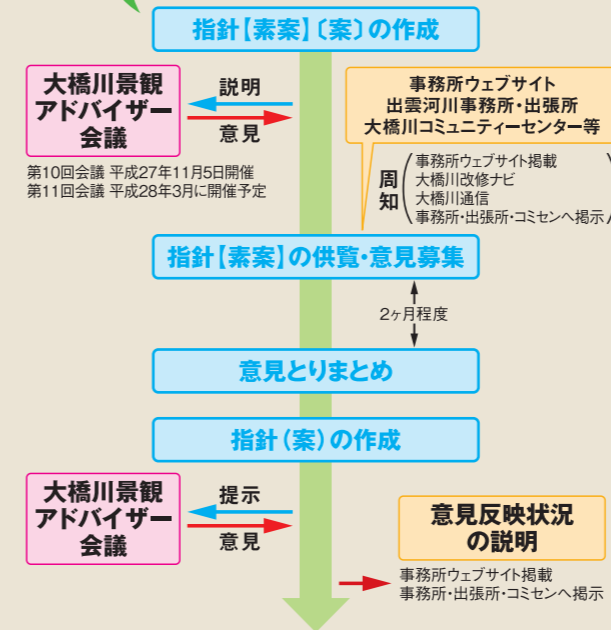 指針【素案】〔案〕の作成
大橋川景観
アドバイザー
会議
説明
意見
第10回会議 平成27年11月5日開催
第11回会議 平成28年3月に開催予定
事務所ウェブサイト
出雲河川事務所・出張所
大橋川コミュニティーセンター等
周知
事務所ウェブサイト掲載
大橋川改修ナビ
大橋川通信
事務所・出張所・コミセンへ掲示
指針【素案】の供覧・意見募集
2ヶ月程度
意見とりまとめ
指針(案)の作成
大橋川景観
アドバイザー
会議
提示
意見
意見反映状況
の説明
事務所ウェブサイト掲載
事務所・出張所・コミセンへ掲示